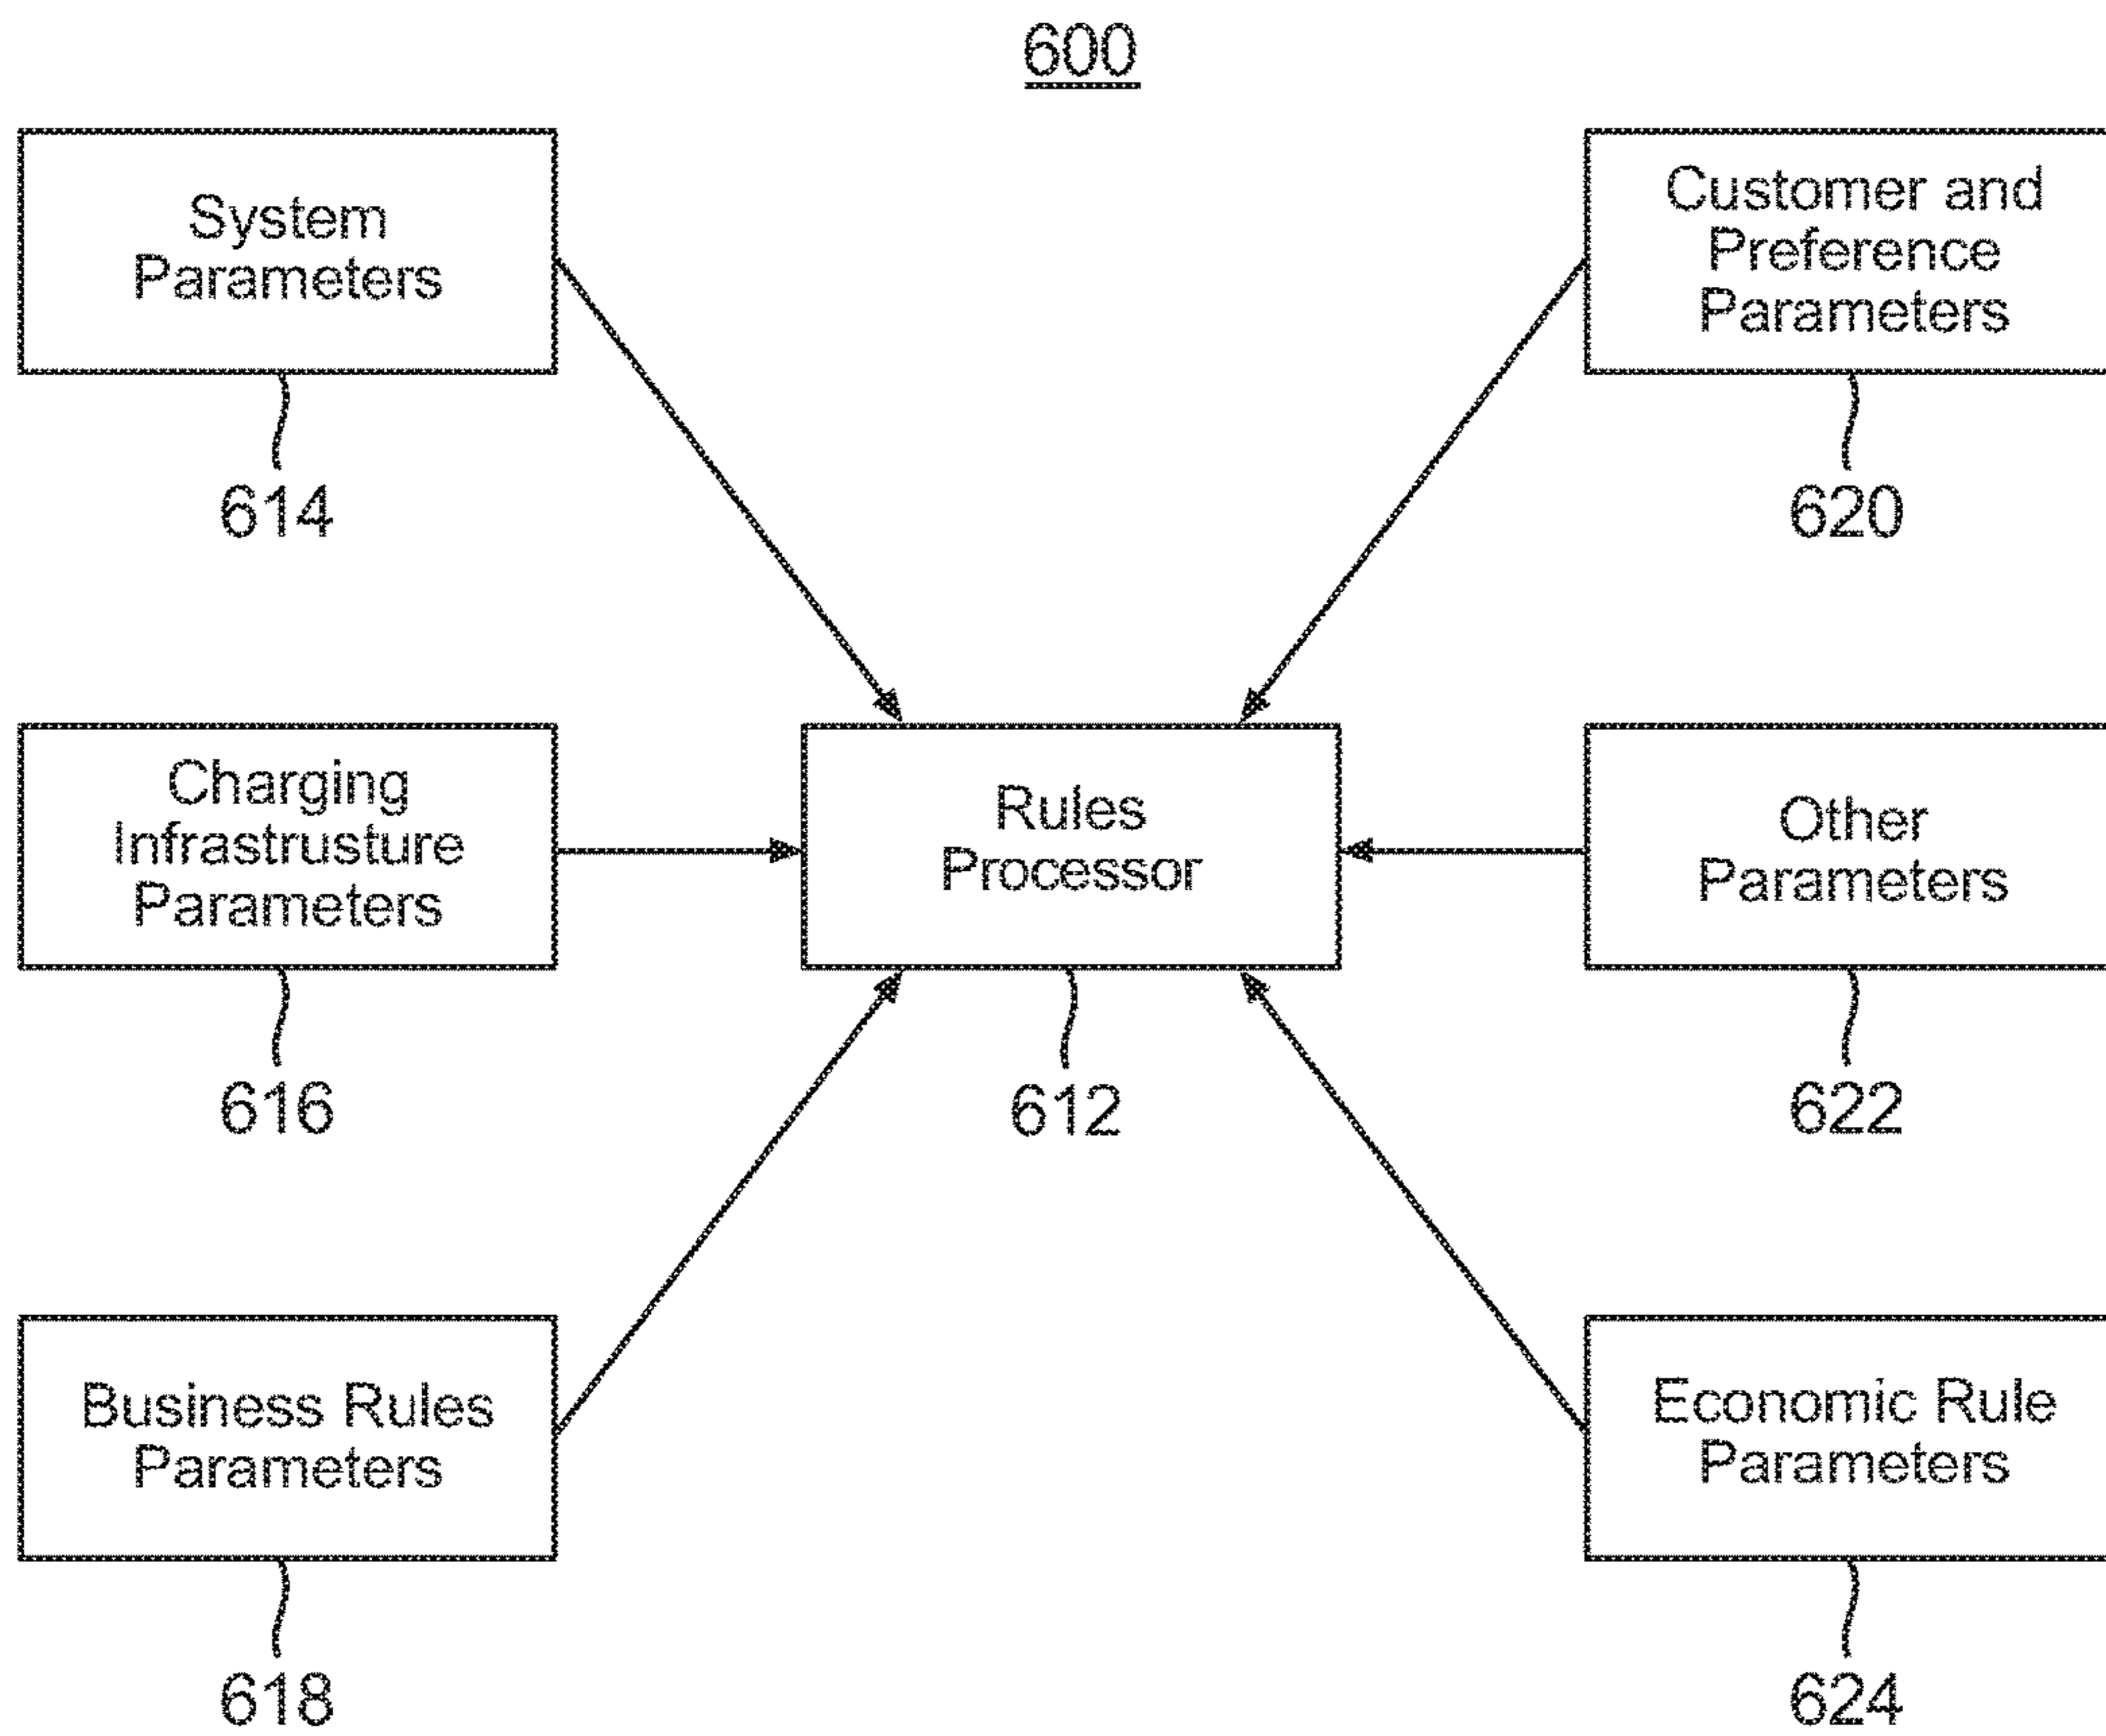 600
System
Parameters
614
Customer and
Preference
Parameters
620
Charging
Infrastrusture
Parameters
616
Rules
Processor
612
Other
Parameters
622
Business Rules
Parameters
618
Economic Rule
Parameters
624